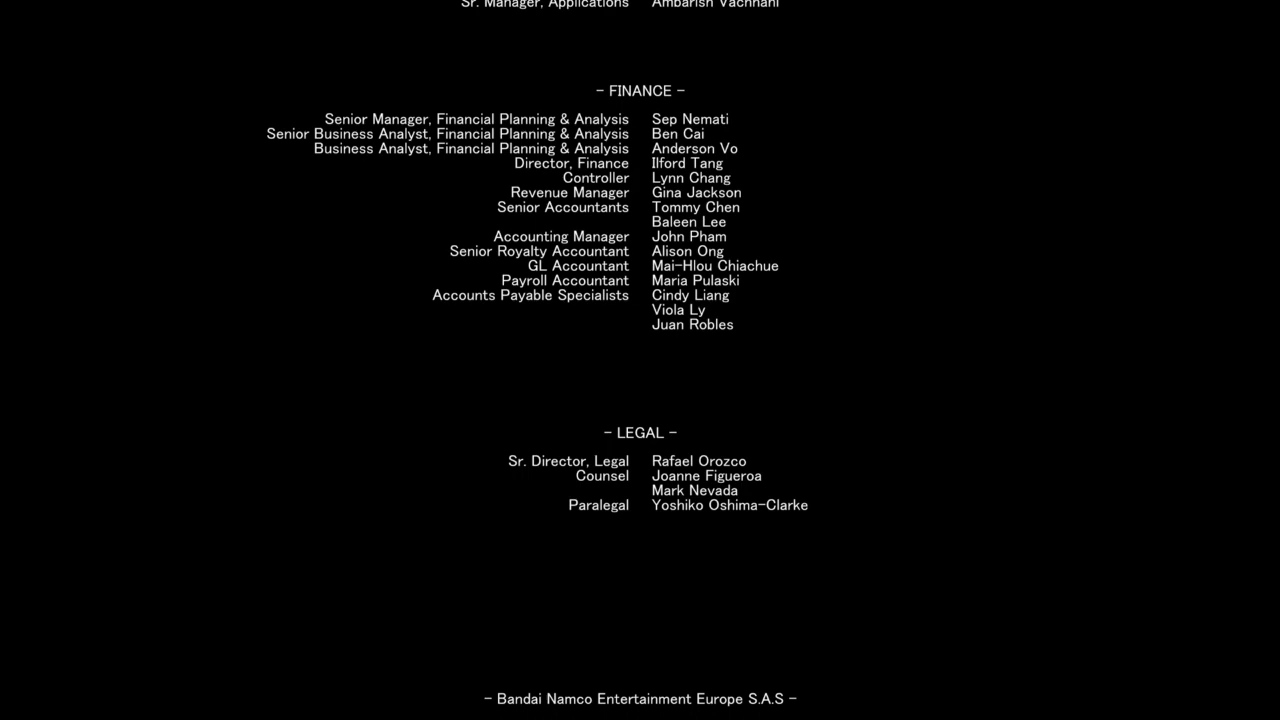 Sr. Manager, Applications Ambarish Vachhani
- FINANCE -
Senior Manager, Financial Planning & Analysis Sep Nemati
Senior Business Analyst, Financial Planning & Analysis Ben Cai
Business Analyst, Financial Planning & Analysis Anderson Vo
Director, Finance Ilford Tang
Controller Lynn Chang
Revenue Manager Gina Jackson
Senior Accountants Tommy Chen
Baleen Lee
Accounting Manager John Pham
Senior Royalty Accountant Alison Ong
GL Accountant Mai-Hlou Chiachue
Payroll Accountant Maria Pulaski
Accounts Payable Specialists Cindy Liang
Viola Ly
Juan Robles
- LEGAL -
Sr. Director, Legal Rafael Orozco
Counsel Joanne Figueroa
Mark Nevada
Paralegal Yoshiko Oshima-Clarke
- Bandai Namco Entertainment Europe S.A.S -